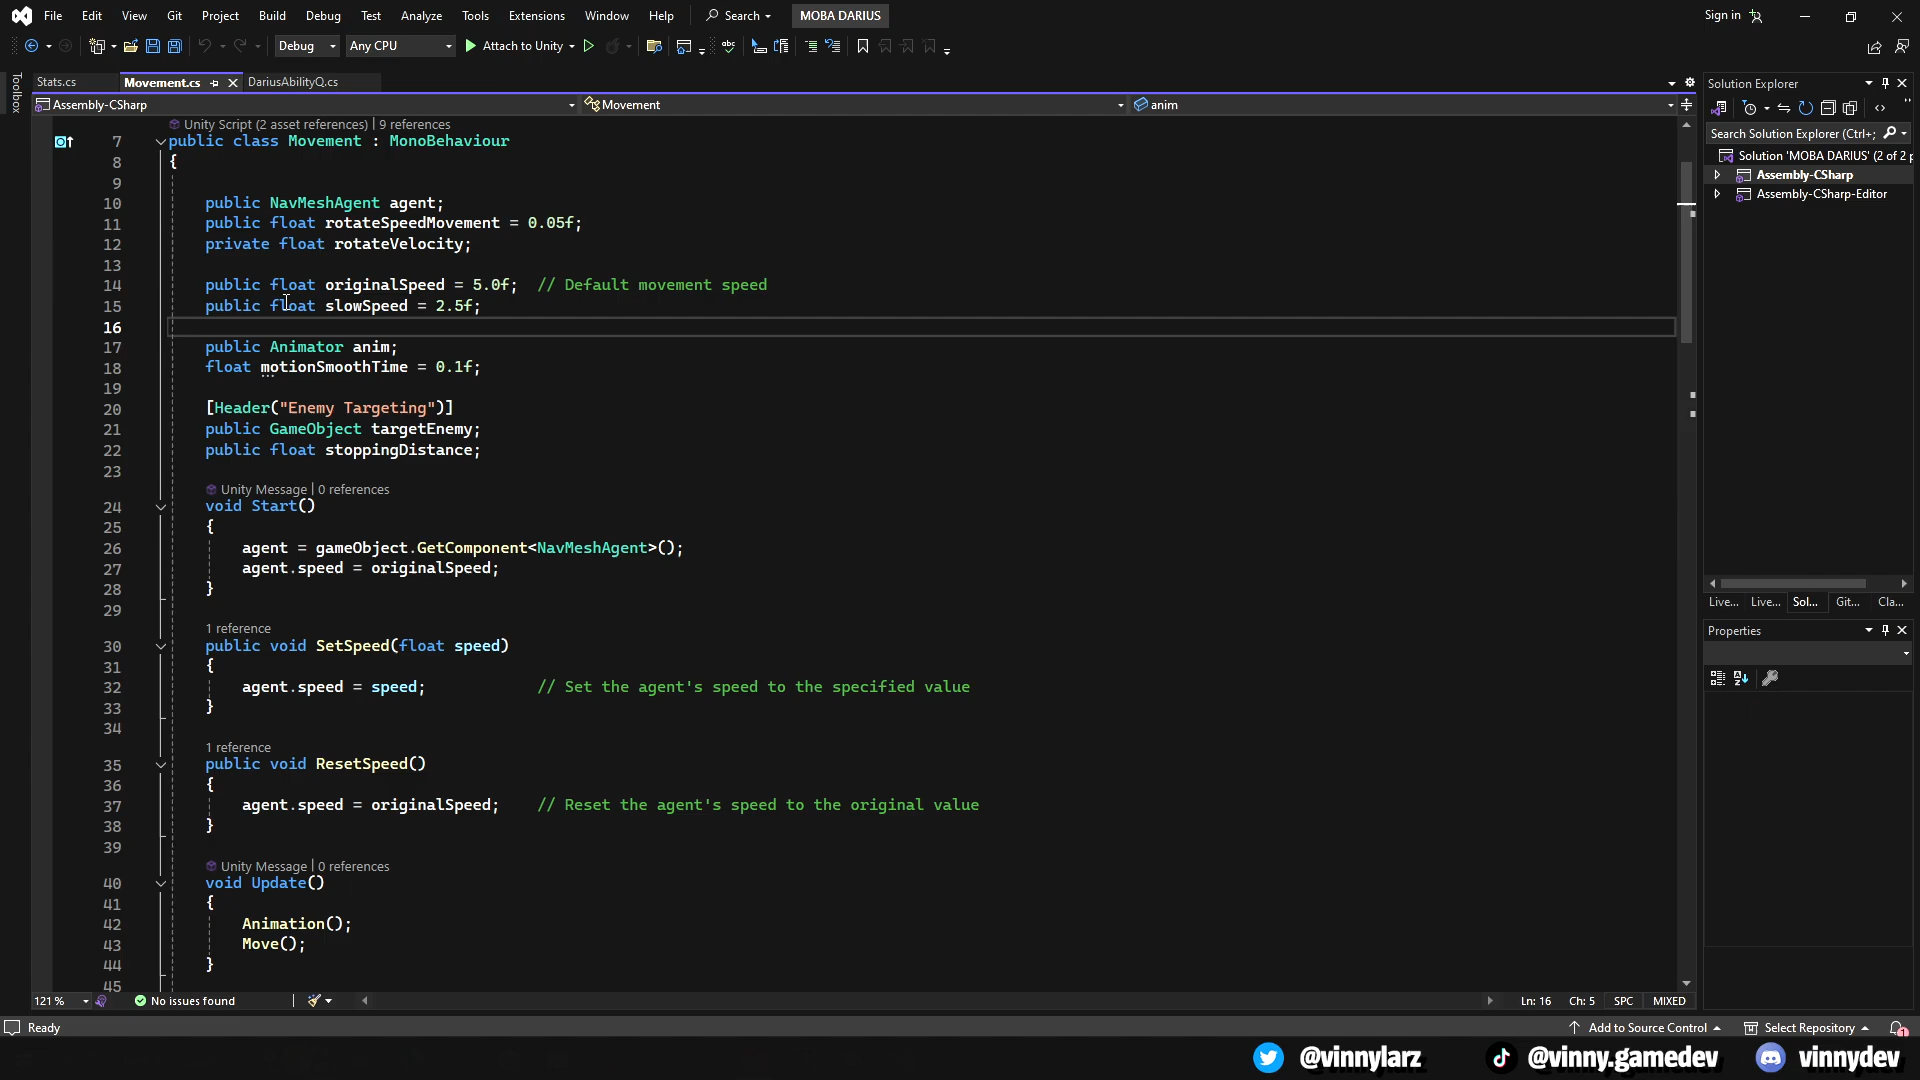 File Edit View Git Project Build Debug Test Analyze Tools Extensions Window Help Search MOBA DARIUS Sign in
Debug Any CPU Attach to Unity
Toolbox
Stats.cs Movement.cs DariusAbilityQ.cs
Assembly-CSharp Movement anim
Unity Script (2 asset references) | 9 references
7 public class Movement : MonoBehaviour
8 {
9
10 public NavMeshAgent agent;
11 public float rotateSpeedMovement = 0.05f;
12 private float rotateVelocity;
13
14 public float originalSpeed = 5.0f; // Default movement speed
15 public float slowSpeed = 2.5f;
16
17 public Animator anim;
18 float motionSmoothTime = 0.1f;
19
20 [Header("Enemy Targeting")]
21 public GameObject targetEnemy;
22 public float stoppingDistance;
23
Unity Message | 0 references
24 void Start()
25 {
26 agent = gameObject.GetComponent<NavMeshAgent>();
27 agent.speed = originalSpeed;
28 }
29
1 reference
30 public void SetSpeed(float speed)
31 {
32 agent.speed = speed; // Set the agent's speed to the specified value
33 }
34
1 reference
35 public void ResetSpeed()
36 {
37 agent.speed = originalSpeed; // Reset the agent's speed to the original value
38 }
39
Unity Message | 0 references
40 void Update()
41 {
42 Animation();
43 Move();
44 }
45
121 % No issues found Ln: 16 Ch: 5 SPC MIXED
Solution Explorer
Search Solution Explorer (Ctrl+;
Solution 'MOBA DARIUS' (2 of 2 p
Assembly-CSharp
Assembly-CSharp-Editor
Live... Live... Sol... Git... Cla...
Properties
Ready Add to Source Control Select Repository 1
@vinnylarz @vinny.gamedev vinnydev